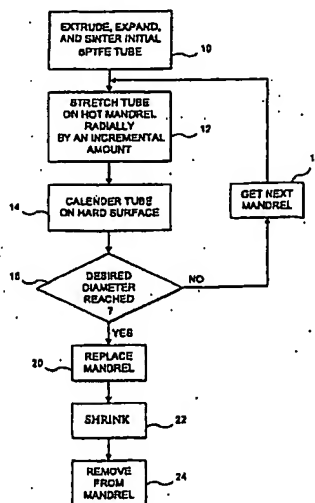 EXTRUDE, EXPAND,
AND SINTER INITIAL
ePTFE TUBE
10
STRETCH TUBE
ON HOT MANDREL
RADIALLY
BY AN INCREMENTAL
AMOUNT
12
14
CALENDER TUBE
ON HARD SURFACE
1
GET NEXT
MANDREL
16
DESIRED
DIAMETER
REACHED
?
NO
YES
20
REPLACE
MANDREL
SHRINK
22
REMOVE
FROM
MANDREL
24